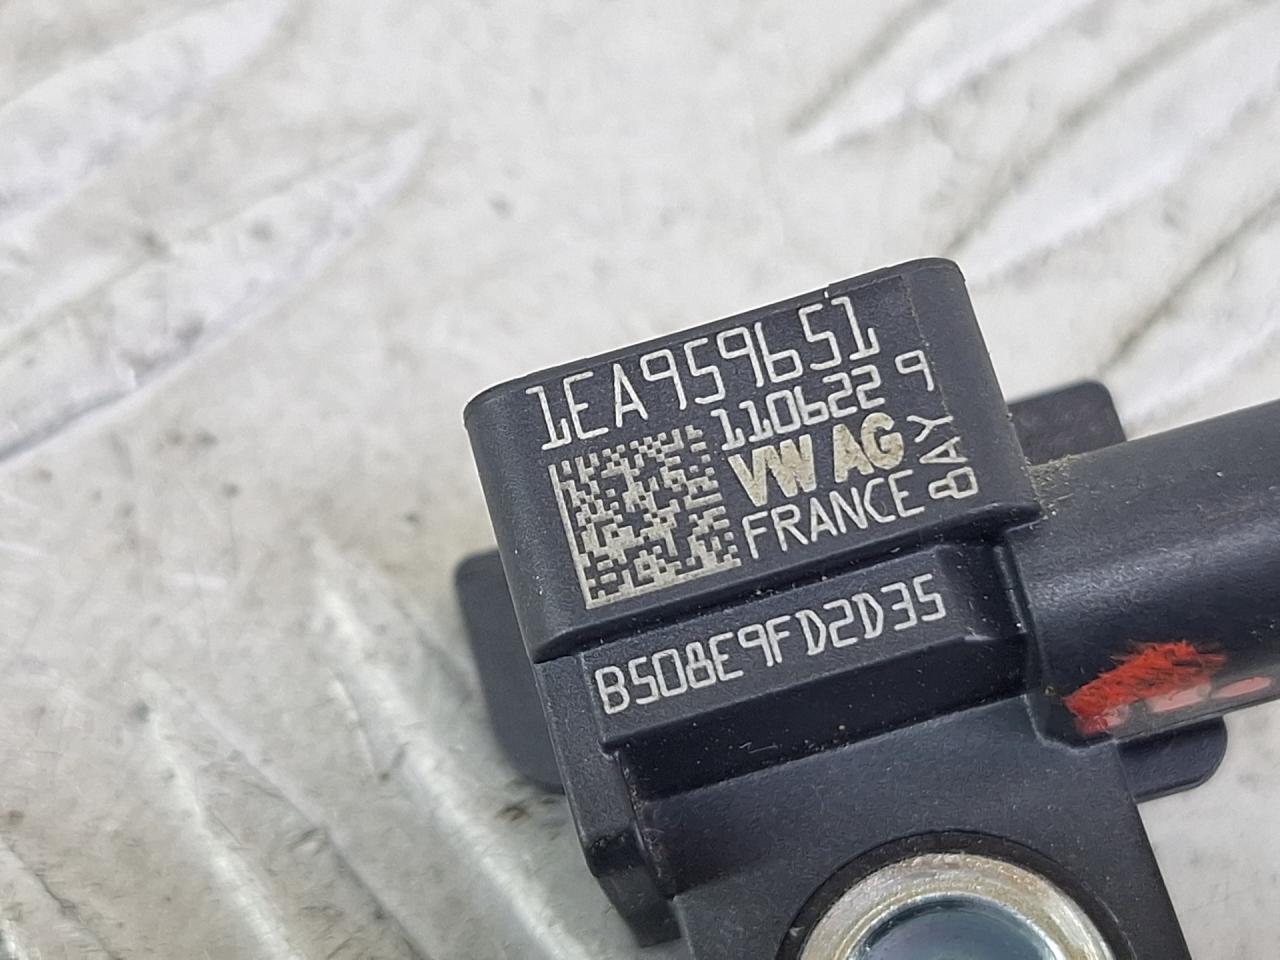 1EA959651
110622 9
VW AG
FRANCE
BAY
B508E9FD2D35